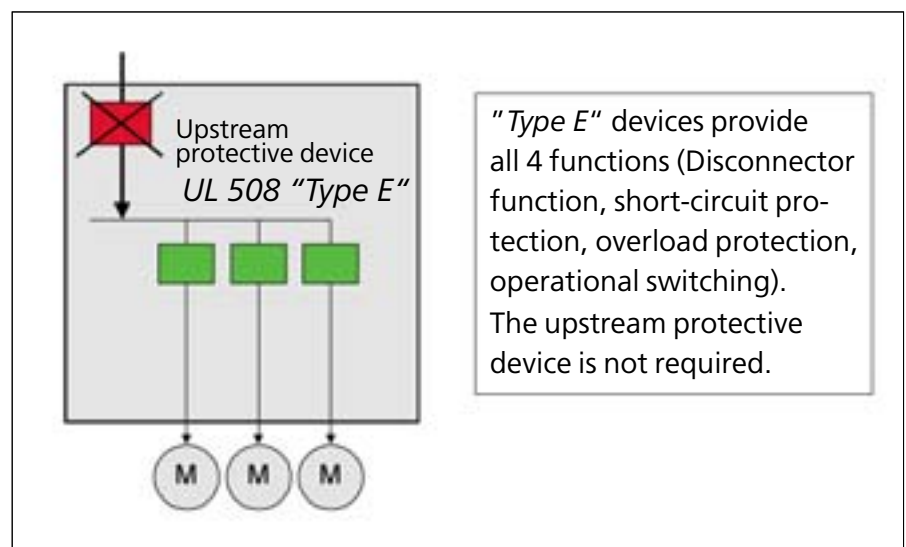 Upstream
protective device
UL 508 “Type E“
"Type E“ devices provide
all 4 functions (Disconnector
function, short-circuit pro-
tection, overload protection,
operational switching).
The upstream protective
device is not required.
M M M